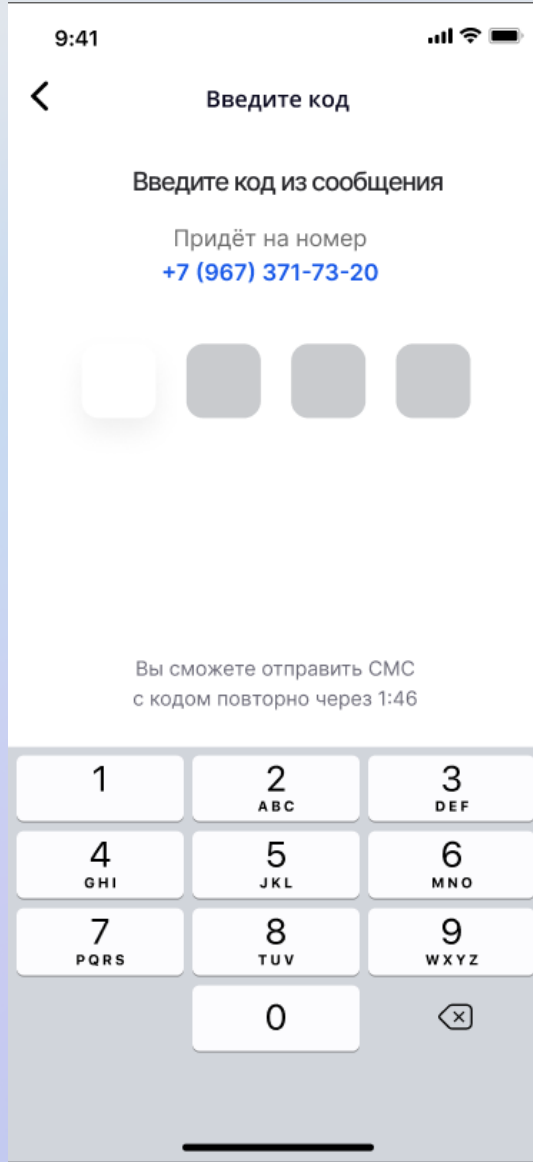 9:41
Введите код
Введите код из сообщения
Придёт на номер
+7 (967) 371-73-20
Вы сможете отправить СМС
с кодом повторно через 1:46
1 2 3
ABC DEF
4 5 6
GHI JKL MNO
7 8 9
PQRS TUV WXYZ
0